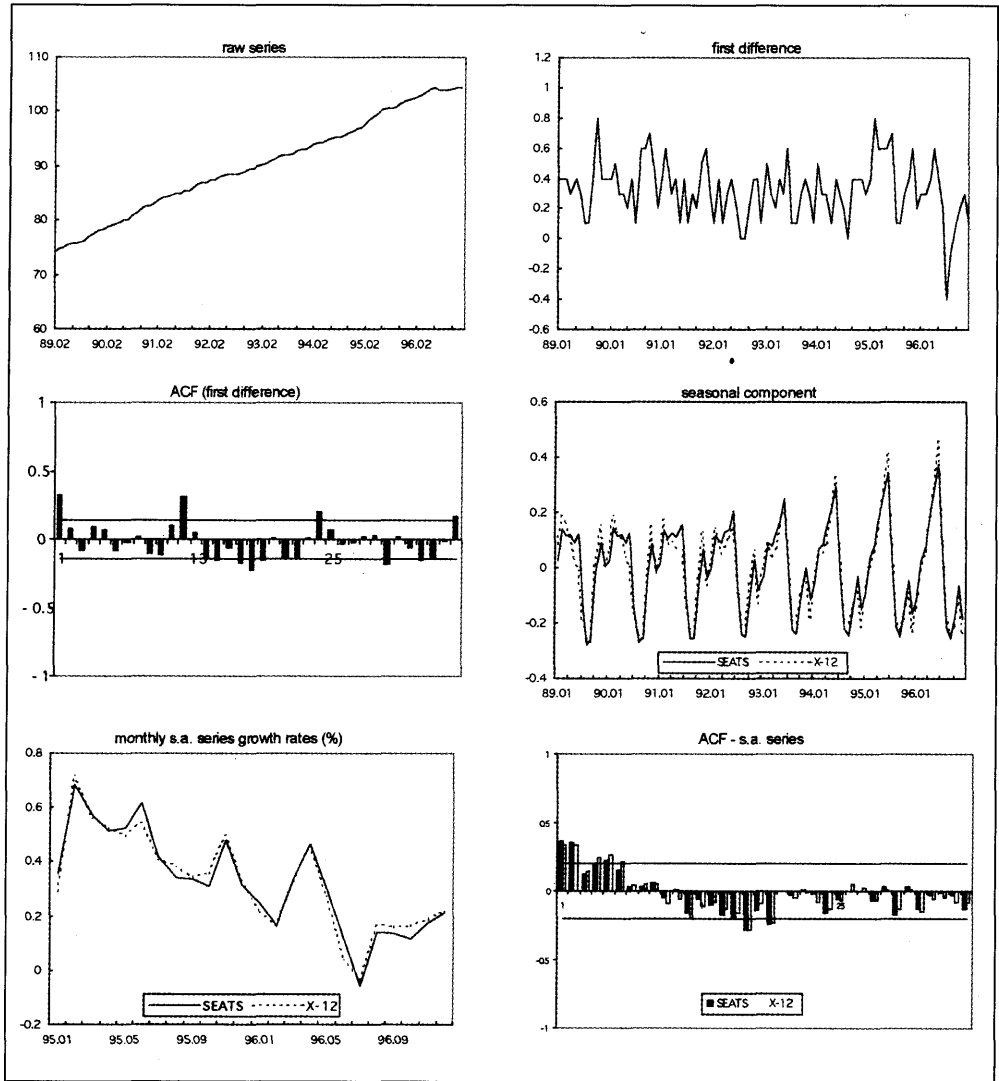 raw series
110
100
90
80
70
60
89.02 90.02 91.02 92.02 93.02 94.02 95.02 96.02
first difference
1.2
1
0.8
0.6
0.4
0.2
0
-0.2
-0.4
-0.6
89.01 90.01 91.01 92.01 93.01 94.01 95.01 96.01
ACF (first difference)
1
0.5
0
1 13 25
- 0.5
- 1
seasonal component
0.6
0.4
0.2
0
-0.2
-0.4
SEATS X-12
89.01 90.01 91.01 92.01 93.01 94.01 95.01 96.01
monthly s.a. series growth rates (%)
0.8
0.6
0.4
0.2
0
-0.2
SEATS X-12
95.01 95.05 95.09 96.01 96.05 96.09
ACF - s.a. series
1
05
0
1 25
-05
-1
SEATS X-12